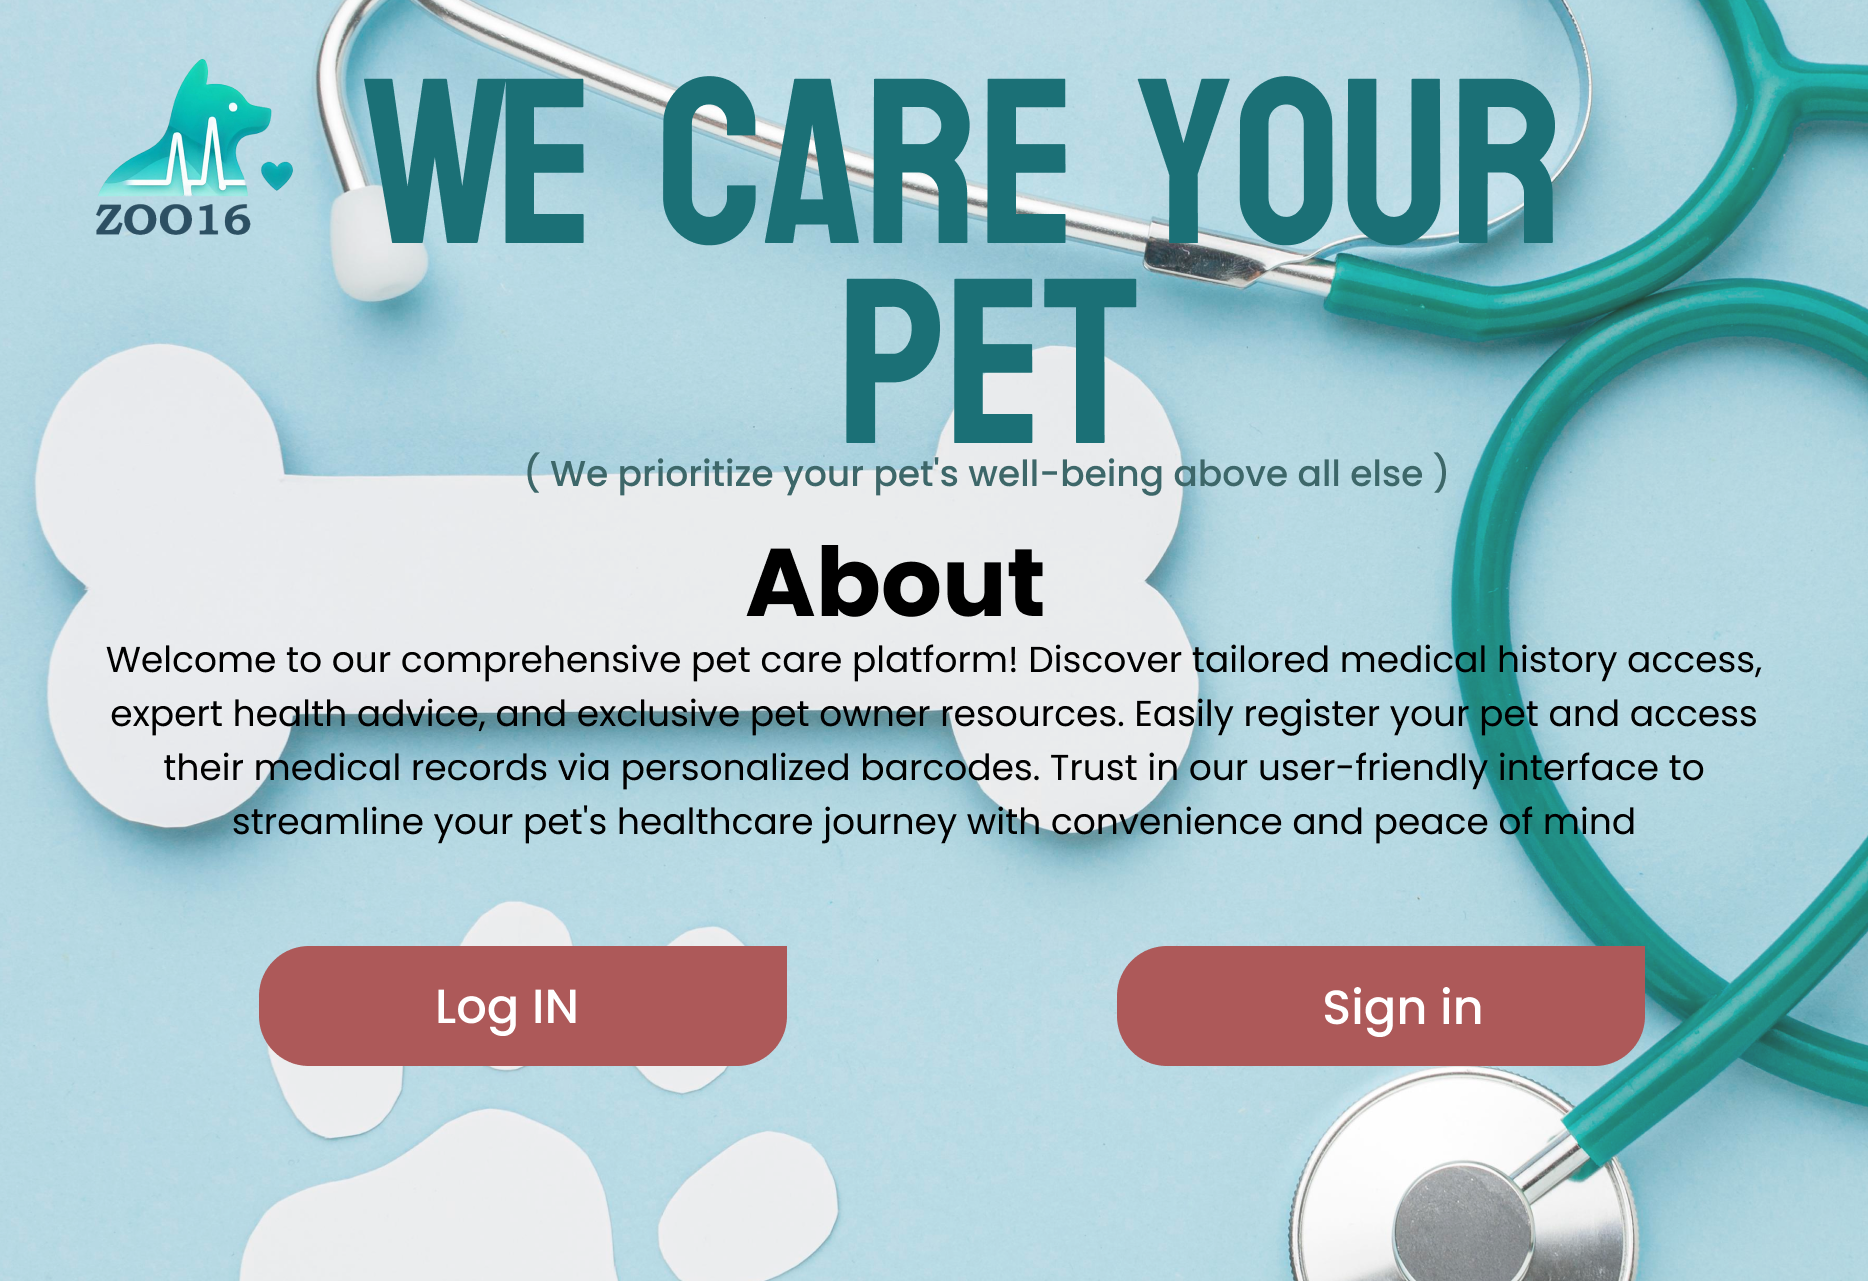 ZOO16
WE CARE YOUR
PET
( We prioritize your pet's well-being above all else )
About
Welcome to our comprehensive pet care platform! Discover tailored medical history access,
expert health advice, and exclusive pet owner resources. Easily register your pet and access
their medical records via personalized barcodes. Trust in our user-friendly interface to
streamline your pet's healthcare journey with convenience and peace of mind
Log IN
Sign in